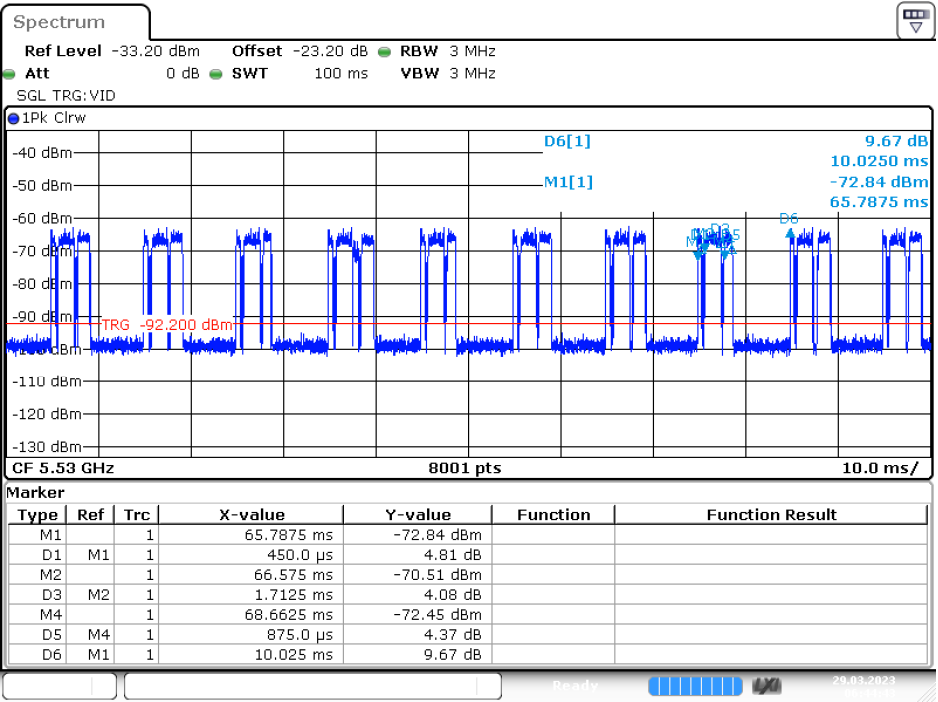 Spectrum
Ref Level -33.20 dBm Offset -23.20 dB RBW 3 MHz
Att 0 dB SWT 100 ms VBW 3 MHz
SGL TRG:VID
1Pk Clrw
D6[1] 9.67 dB
10.0250 ms
M1[1] -72.84 dBm
65.7875 ms
-40 dBm
-50 dBm
-60 dBm
D6
-70 dBm
-80 dBm
-90 dBm
TRG -92.200 dBm
-100 dBm
-110 dBm
-120 dBm
-130 dBm
CF 5.53 GHz 8001 pts 10.0 ms/
Marker
Type Ref Trc X-value Y-value Function Function Result
M1 1 65.7875 ms -72.84 dBm
D1 M1 1 450.0 µs 4.81 dB
M2 1 66.575 ms -70.51 dBm
D3 M2 1 1.7125 ms 4.08 dB
M4 1 68.6625 ms -72.45 dBm
D5 M4 1 875.0 µs 4.37 dB
D6 M1 1 10.025 ms 9.67 dB
Ready LXI 29.03.2023